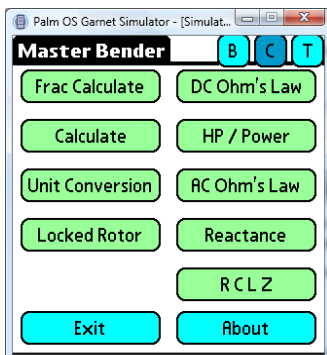 Palm OS Garnet Simulator - [Simulat...
Master Bender B C T
Frac Calculate DC Ohm's Law
Calculate HP / Power
Unit Conversion AC Ohm's Law
Locked Rotor Reactance
R C L Z
Exit About